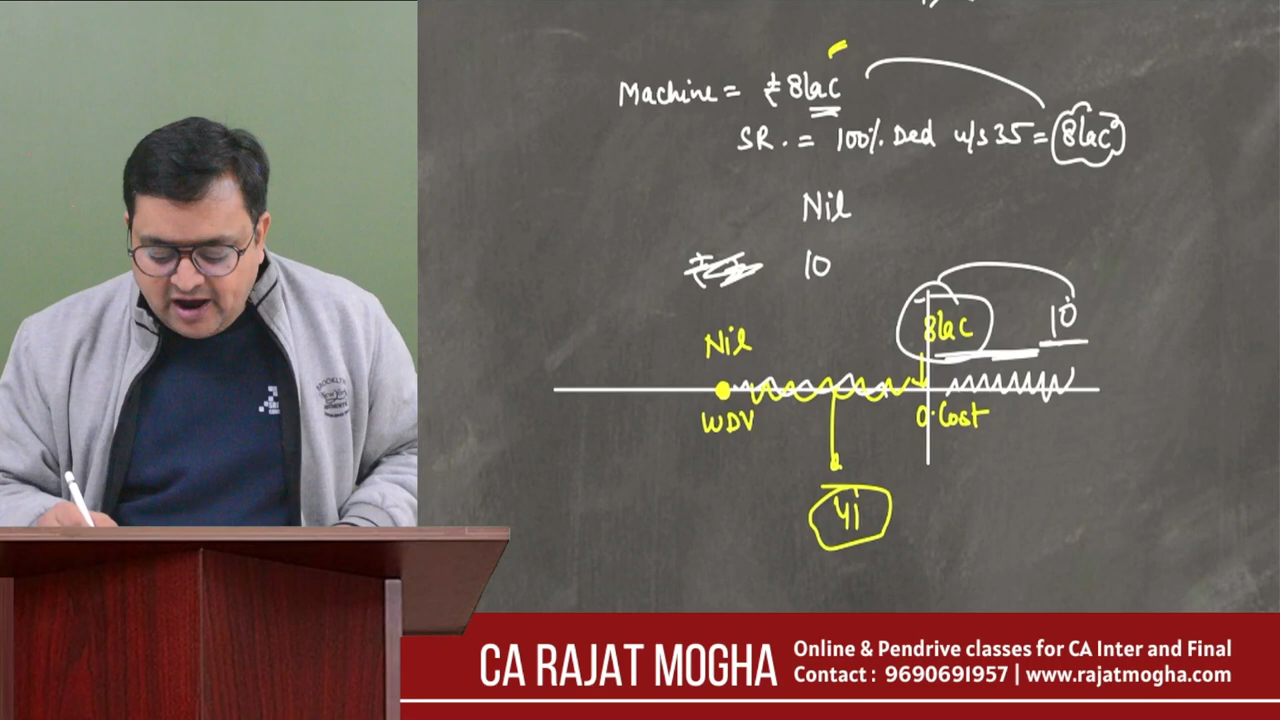 Machine = ₹ 8lac
SR. = 100% Ded u/s 35 = 8lac
Nil
10
8lac
10
Nil
WDV
O. Cost
41
BROOKLYN
CA RAJAT MOGHA
Online & Pendrive classes for CA Inter and Final
Contact : 9690691957 | www.rajatmogha.com